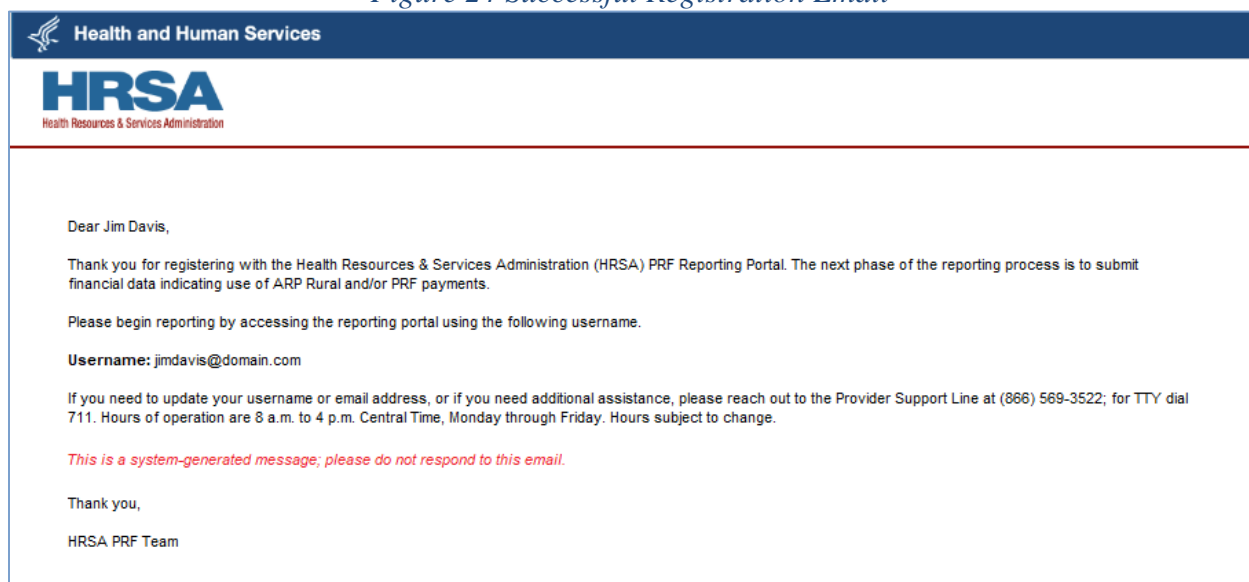 Figure 24 Successful Registration Email
Health and Human Services
HRSA
Health Resources & Services Administration
Dear Jim Davis,
Thank you for registering with the Health Resources & Services Administration (HRSA) PRF Reporting Portal. The next phase of the reporting process is to submit
financial data indicating use of ARP Rural and/or PRF payments.
Please begin reporting by accessing the reporting portal using the following username.
Username: jimdavis@domain.com
If you need to update your username or email address, or if you need additional assistance, please reach out to the Provider Support Line at (866) 569-3522; for TTY dial
711. Hours of operation are 8 a.m. to 4 p.m. Central Time, Monday through Friday. Hours subject to change.
This is a system-generated message; please do not respond to this email.
Thank you,
HRSA PRF Team